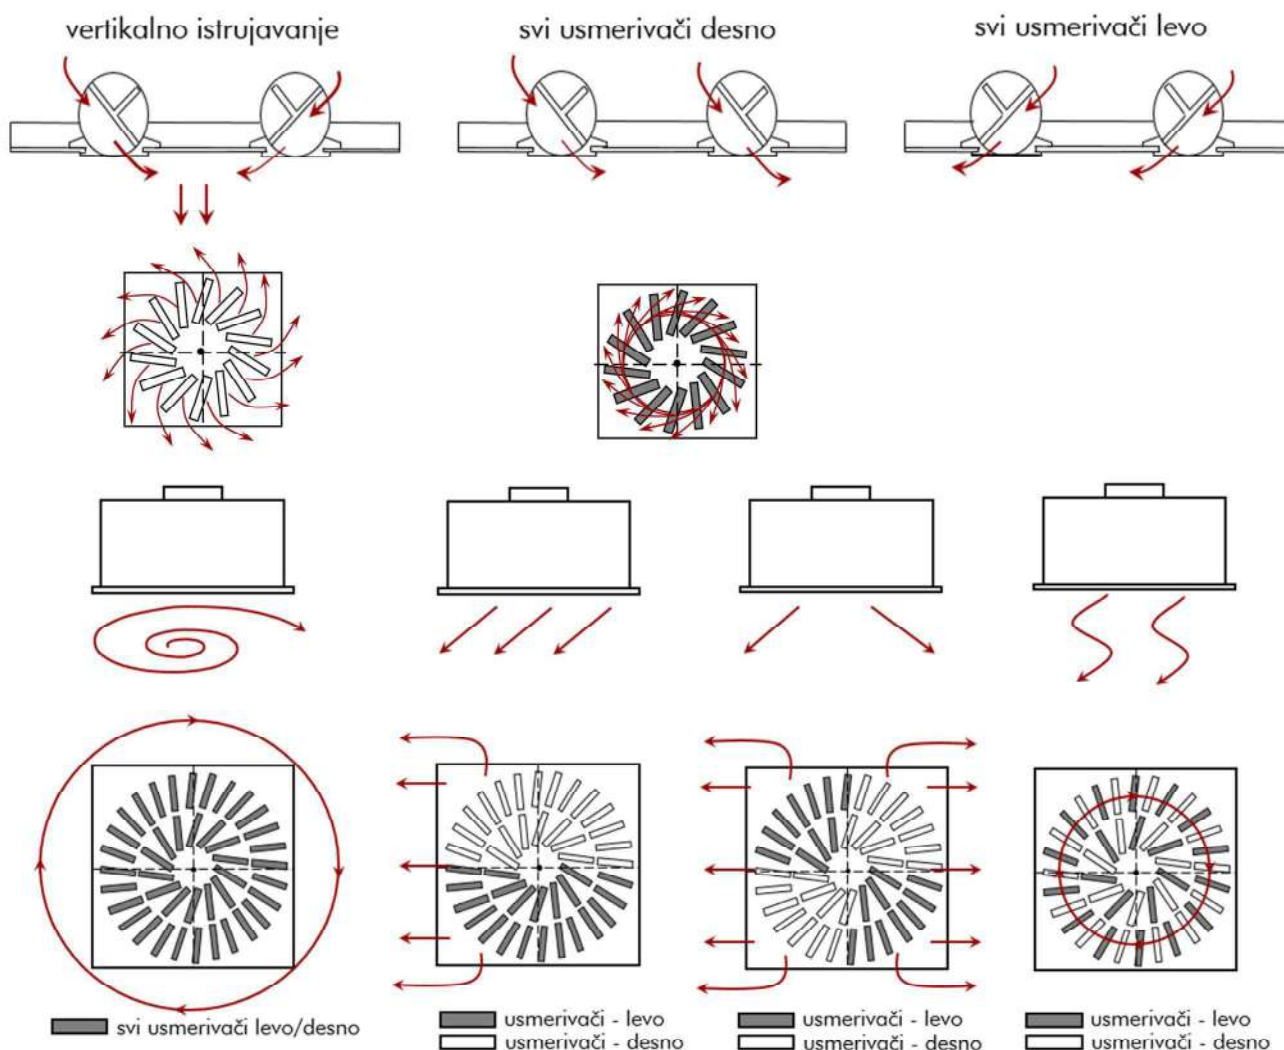 vertikalno istrujavanje
svi usmerivači desno
svi usmerivači levo
svi usmerivači levo/desno
usmerivači - levo
usmerivači - desno
usmerivači - levo
usmerivači - desno
usmerivači - levo
usmerivači - desno